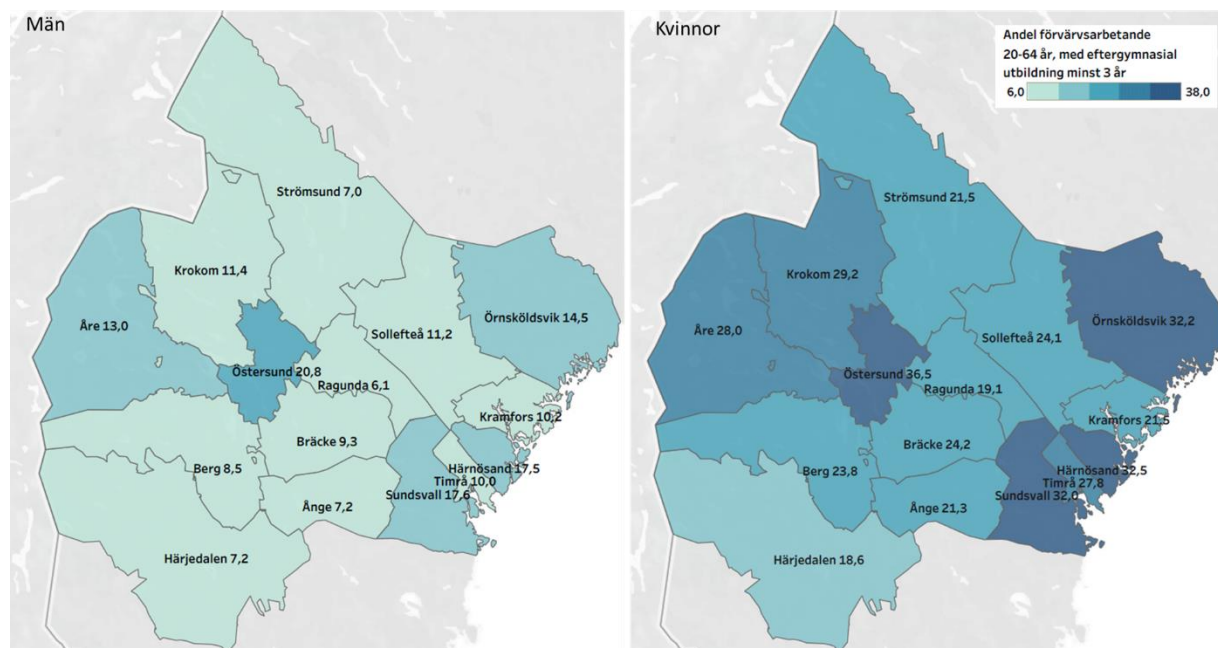 Män
Strömsund 7,0
Krokom 11,4
Åre 13,0
Örnsköldsvik 14,5
Sollefteå 11,2
Östersund 20,8
Ragunda 6,1
Kramfors 10,2
Bräcke 9,3
Berg 8,5
Härnösand 17,5
Timrå 10,0
Sundsvall 17,6
Ånge 7,2
Härjedalen 7,2
Kvinnor
Andel förvärvsarbetande
20-64 år, med eftergymnasial
utbildning minst 3 år
6,0 38,0
Strömsund 21,5
Krokom 29,2
Åre 28,0
Örnsköldsvik 32,2
Sollefteå 24,1
Östersund 36,5
Ragunda 19,1
Kramfors 21,5
Bräcke 24,2
Berg 23,8
Härnösand 32,5
Timrå 27,8
Sundsvall 32,0
Ånge 21,3
Härjedalen 18,6